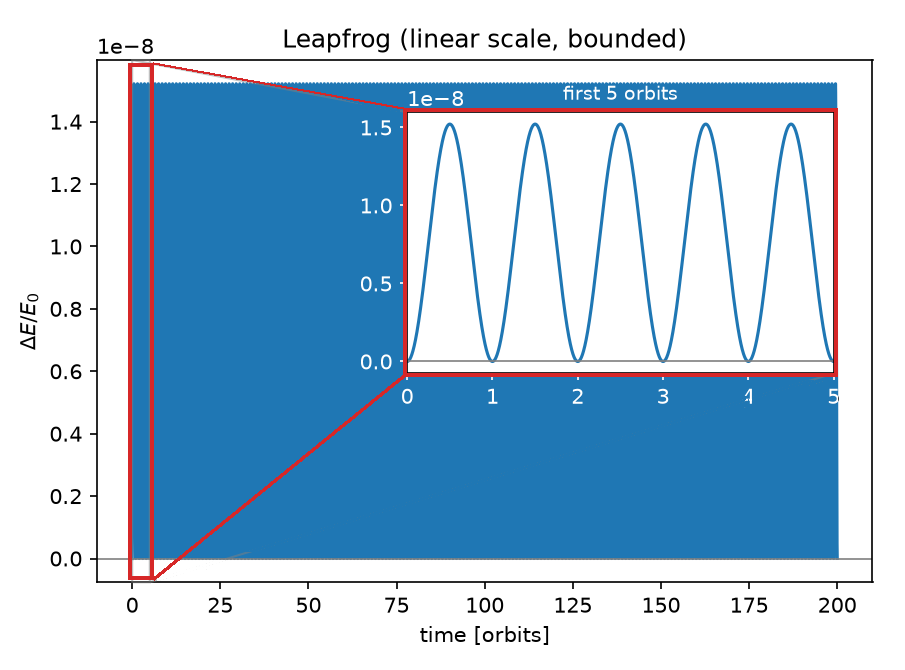 Leapfrog (linear scale, bounded)
1e−8
first 5 orbits
1e−8
1.5
1.0
0.5
0.0
0 1 2 3 4 5
1.4
1.2
1.0
0.8
0.6
0.4
0.2
0.0
ΔE/E₀
0 25 50 75 100 125 150 175 200
time [orbits]